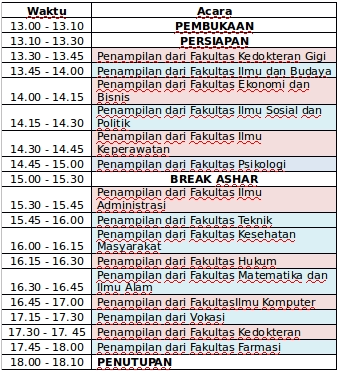 Waktu Acara
13.00 - 13.10 PEMBUKAAN
13.10 - 13.30 PERSIAPAN
13.30 - 13.45 Penampilan dari Fakultas Kedokteran Gigi
13.45 - 14.00 Penampilan dari Fakultas Ilmu dan Budaya
Penampilan dari Fakultas Ekonomi dan
14.00 - 14.15 Bisnis
Penampilan dari Fakultas Ilmu Sosial dan
14.15 - 14.30 Politik
Penampilan dari Fakultas Ilmu
14.30 - 14.45 Keperawatan
14.45 - 15.00 Penampilan dari Fakultas Psikologi
15.00 - 15.30 BREAK ASHAR
Penampilan dari Fakultas Ilmu
15.30 - 15.45 Administrasi
15.45 - 16.00 Penampilan dari Fakultas Teknik
Penampilan dari Fakultas Kesehatan
16.00 - 16.15 Masyarakat
16.15 - 16.30 Penampilan dari Fakultas Hukum
Penampilan dari Fakultas Matematika dan
16.30 - 16.45 Ilmu Alam
16.45 - 17.00 Penampilan dari FakultasIlmu Komputer
17.15 - 17.30 Penampilan dari Vokasi
17.30 - 17. 45 Penampilan dari Fakultas Kedokteran
17.45 - 18.00 Penampilan dari Fakultas Farmasi
18.00 - 18.10 PENUTUPAN